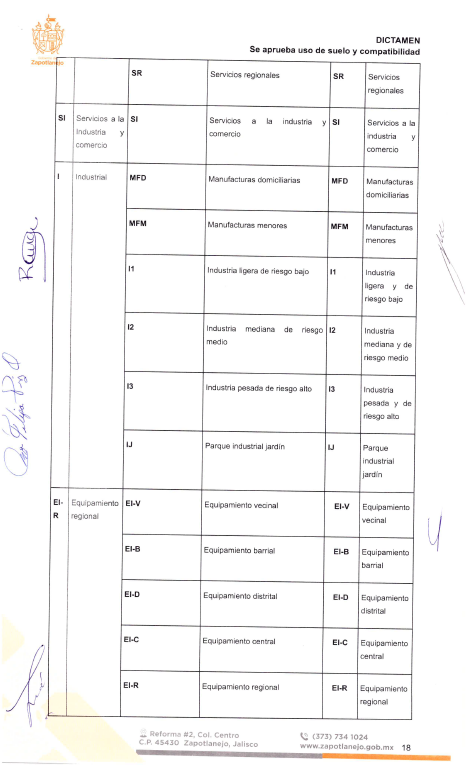 Zapotlanejo
DICTAMEN
Se aprueba uso de suelo y compatibilidad
SR Servicios regionales SR Servicios
regionales
SI Servicios a la SI Servicios a la industria y SI Servicios a la
Industria y comercio industria y
comercio comercio
I Industrial MFD Manufacturas domiciliarias MFD Manufacturas
domiciliarias
MFM Manufacturas menores MFM Manufacturas
menores
I1 Industria ligera de riesgo bajo I1 Industria
ligera y de
riesgo bajo
I2 Industria mediana de riesgo I2 Industria
medio mediana y de
riesgo medio
I3 Industria pesada de riesgo alto I3 Industria
pesada y de
riesgo alto
IJ Parque industrial jardín IJ Parque
industrial
jardín
EI- Equipamiento EI-V Equipamiento vecinal EI-V Equipamiento
R regional vecinal
EI-B Equipamiento barrial EI-B Equipamiento
barrial
EI-D Equipamiento distrital EI-D Equipamiento
distrital
EI-C Equipamiento central EI-C Equipamiento
central
EI-R Equipamiento regional EI-R Equipamiento
regional
Reforma #2, Col. Centro (373) 734 1024
C.P. 45430 Zapotlanejo, Jalisco www.zapotlanejo.gob.mx 18